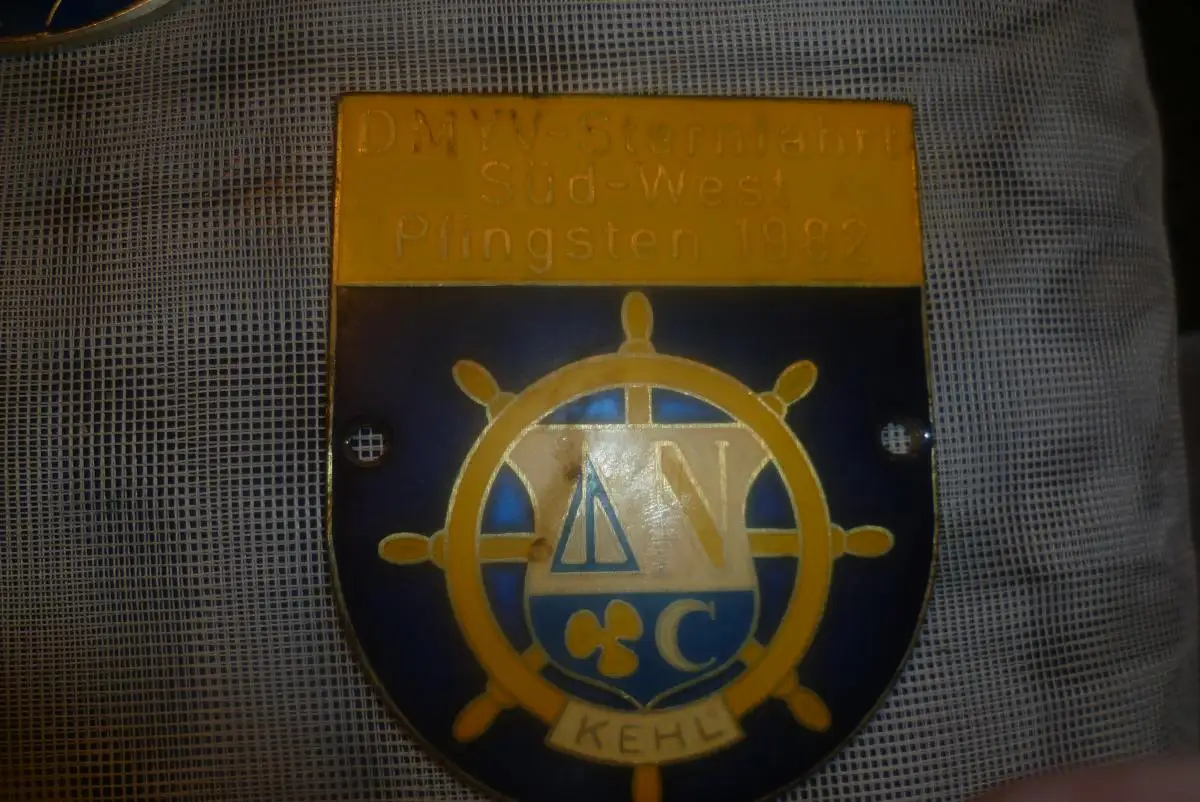 DMYV-Sternfahrt
Süd-West
Pfingsten 1982
N
C
KEHL